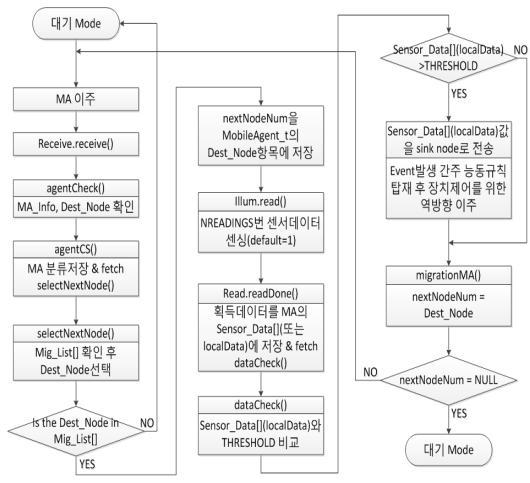 대기 Mode
MA 이주
Receive.receive()
agentCheck()
MA_Info, Dest_Node 확인
agentCS()
MA 분류저장 & fetch
selectNextNode()
selectNextNode()
Mig_List[] 확인 후
Dest_Node선택
Is the Dest_Node in
Mig_List[]
NO
YES
nextNodeNum을
MobileAgent_t의
Dest_Node항목에 저장
Illum.read()
NREADINGS번 센서데이터
센싱(default=1)
Read.readDone()
획득데이터를 MA의
Sensor_Data[](또는
localData)에 저장 & fetch
dataCheck()
dataCheck()
Sensor_Data[](localData)와
THRESHOLD 비교
Sensor_Data[](localData)
>THRESHOLD
NO
YES
Sensor_Data[](localData)값
을 sink node로 전송
Event발생 간주 능동규칙
탑재 후 장치제어를 위한
역방향 이주
migrationMA()
nextNodeNum =
Dest_Node
NO
nextNodeNum = NULL
YES
대기 Mode